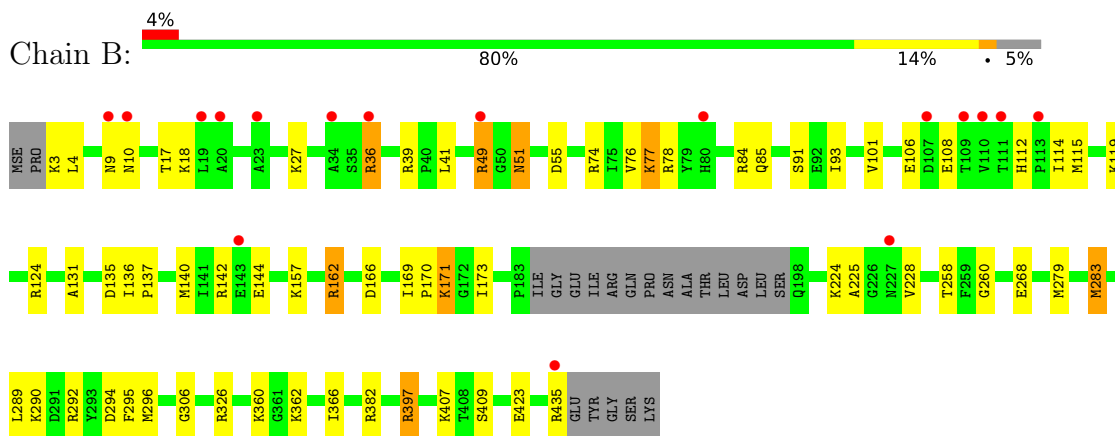 4%
Chain B:
80% 14% • 5%
MSE PRO K3 L4 N9 N10 T17 K18 L19 A20 A23 K27 A34 S35 R36 R39 P40 L41 R49 G50 N51 D55 R74 I75 V76 K77 R78 Y79 H80 R84 Q85 S91 E92 I93 V101 E106 D107 E108 T109 V110 T111 H112 P113 I114 M115
R124 A131 D135 I136 P137 M140 I141 R142 E143 E144 K157 R162 D166 I169 P170 K171 G172 I173 P183 ILE GLY GLU ILE ARG GLN PRO ASN ALA THR LEU ASP LEU SER Q198 K224 A225 G226 N227 V228 T258 F259 G260 E268 M279 M283
L289 K290 D291 R292 Y293 D294 F295 M296 G306 R326 K360 G361 K362 I366 R382 R397 K407 T408 S409 E423 R435 GLU TYR GLY SER LYS